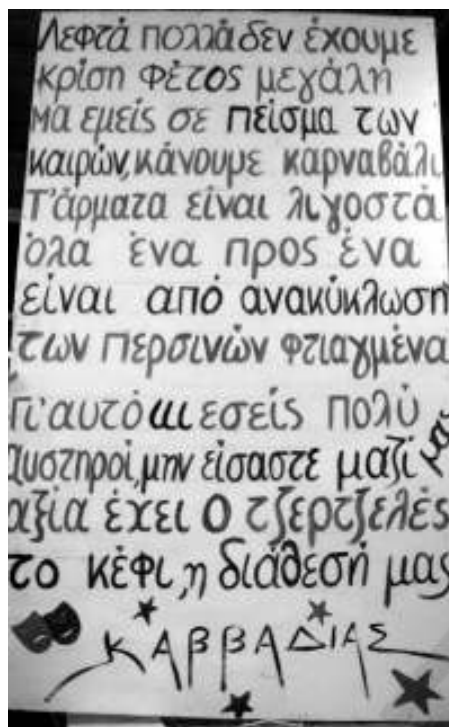 Λεφτά πολλά δεν έχουμε
κρίση φέτος μεγάλη
μα εμείς σε πείσμα των
καιρών, κάνουμε καρναβάλι
Τ'άρματα είναι λιγοστά
όλα ένα προς ένα
είναι από ανακύκλωση
των περσινών φτιαγμένα
Γι'αυτό κι εσείς πολύ
αυστηροί, μην είσαστε μαζί μας
αξία έχει ο τζερτζελές
το κέφι, η διάθεσή μας
ΚΑΒΒΑΔΙΑΣ